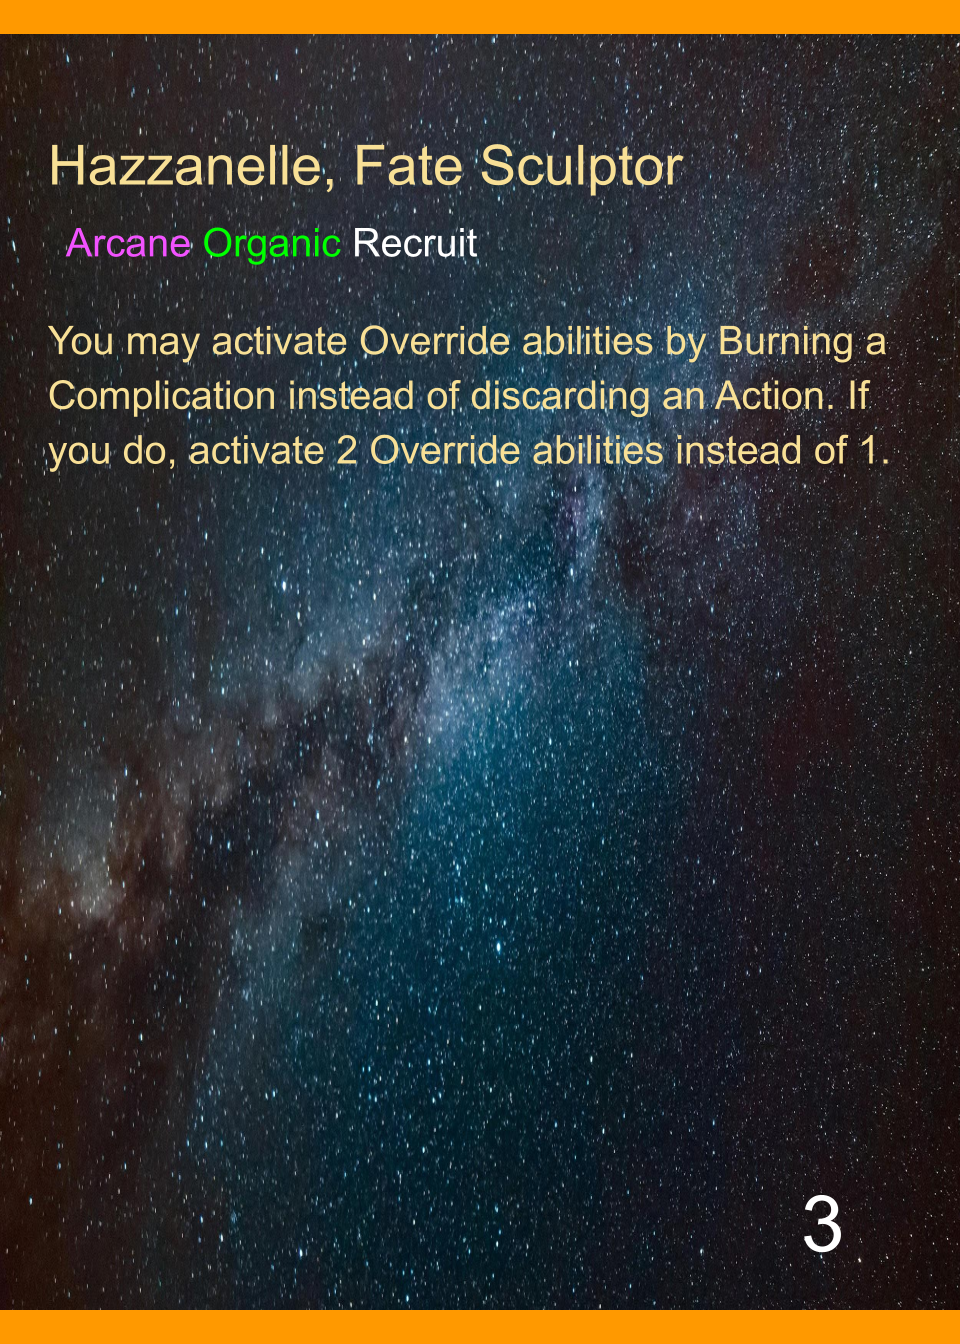 Hazzanelle, Fate Sculptor
Arcane Organic Recruit
You may activate Override abilities by Burning a
Complication instead of discarding an Action. If
you do, activate 2 Override abilities instead of 1.
3